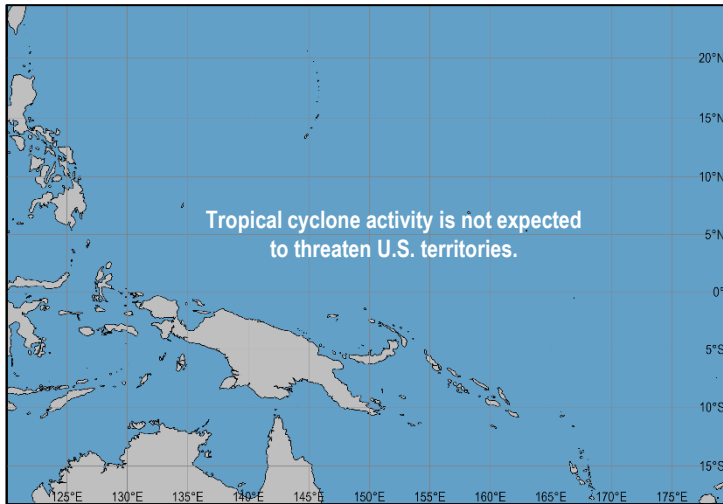 20°N
15°N
10°N
Tropical cyclone activity is not expected
5°N
to threaten U.S. territories.
0°
5°S
10°S
15°S
125°E 130°E 135°E 140°E 145°E 150°E 155°E 160°E 165°E 170°E 175°E